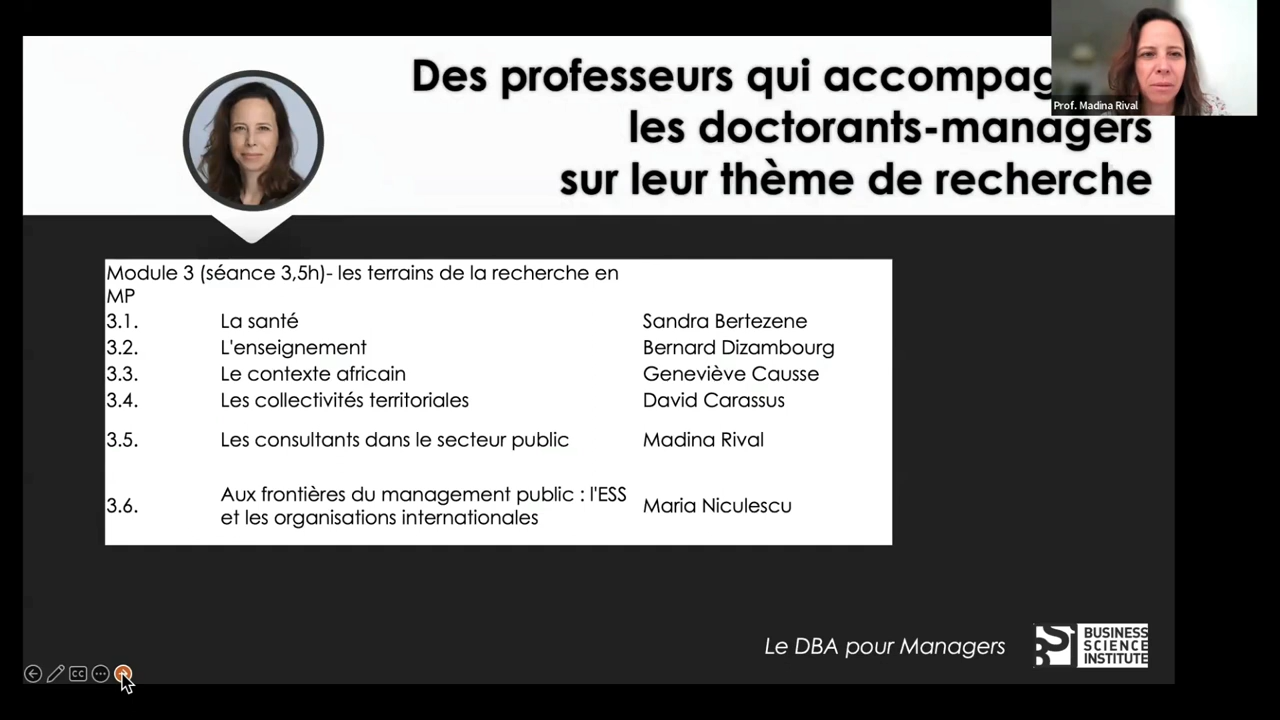 Des professeurs qui accompag
les doctorants-managers
sur leur thème de recherche
Prof. Madina Rival
Module 3 (séance 3,5h)- les terrains de la recherche en
MP
3.1. La santé Sandra Bertezene
3.2. L'enseignement Bernard Dizambourg
3.3. Le contexte africain Geneviève Causse
3.4. Les collectivités territoriales David Carassus
3.5. Les consultants dans le secteur public Madina Rival
3.6. Aux frontières du management public : l'ESS
et les organisations internationales Maria Niculescu
Le DBA pour Managers
BUSINESS
SCIENCE
INSTITUTE
CC